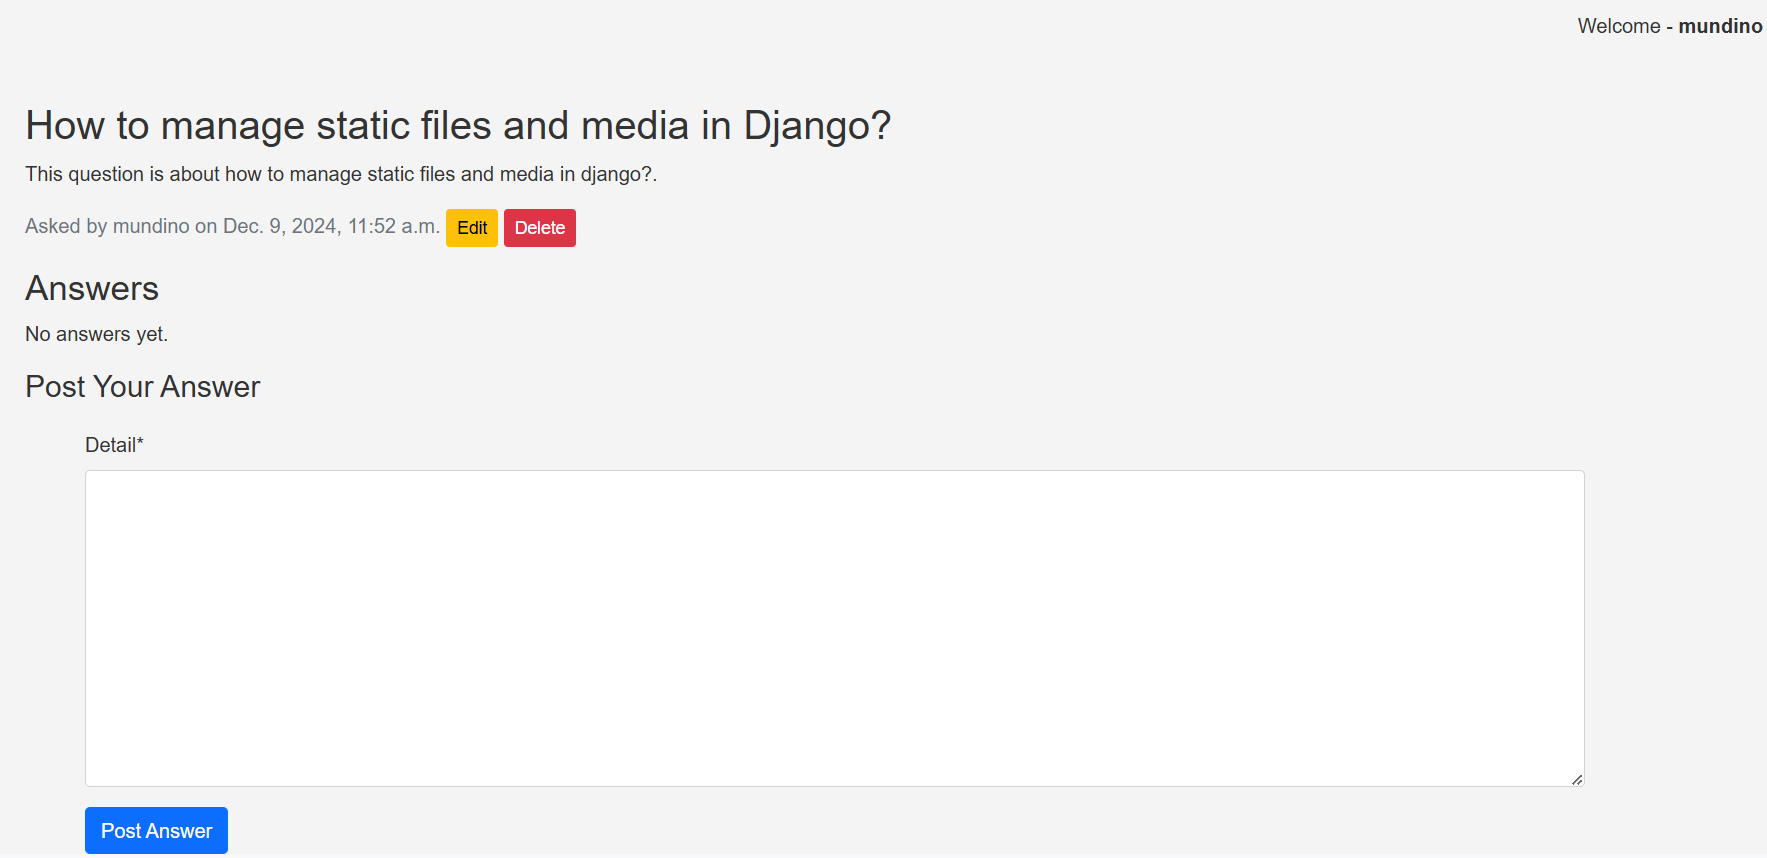 Welcome - mundino
How to manage static files and media in Django?
This question is about how to manage static files and media in django?.
Asked by mundino on Dec. 9, 2024, 11:52 a.m. Edit Delete
Answers
No answers yet.
Post Your Answer
Detail*
Post Answer